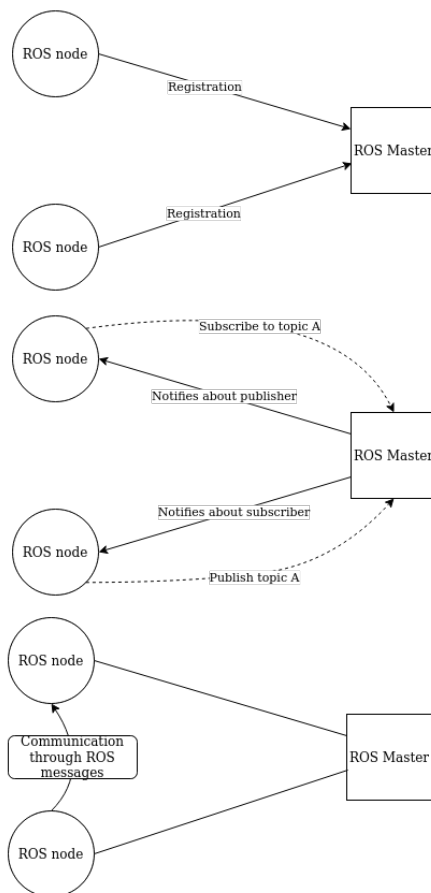 ROS node
Registration
ROS Master
Registration
ROS node
Subscribe to topic A
ROS node
Notifies about publisher
ROS Master
Notifies about subscriber
ROS node
Publish topic A
ROS node
Communication
through ROS
messages
ROS Master
ROS node